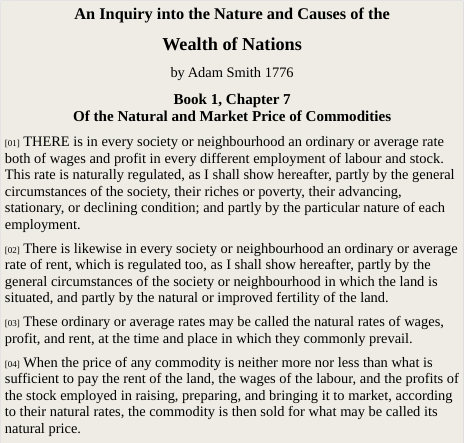 An Inquiry into the Nature and Causes of the
Wealth of Nations
by Adam Smith 1776
Book 1, Chapter 7
Of the Natural and Market Price of Commodities
[01] THERE is in every society or neighbourhood an ordinary or average rate
both of wages and profit in every different employment of labour and stock.
This rate is naturally regulated, as I shall show hereafter, partly by the general
circumstances of the society, their riches or poverty, their advancing,
stationary, or declining condition; and partly by the particular nature of each
employment.
[02] There is likewise in every society or neighbourhood an ordinary or average
rate of rent, which is regulated too, as I shall show hereafter, partly by the
general circumstances of the society or neighbourhood in which the land is
situated, and partly by the natural or improved fertility of the land.
[03] These ordinary or average rates may be called the natural rates of wages,
profit, and rent, at the time and place in which they commonly prevail.
[04] When the price of any commodity is neither more nor less than what is
sufficient to pay the rent of the land, the wages of the labour, and the profits of
the stock employed in raising, preparing, and bringing it to market, according
to their natural rates, the commodity is then sold for what may be called its
natural price.